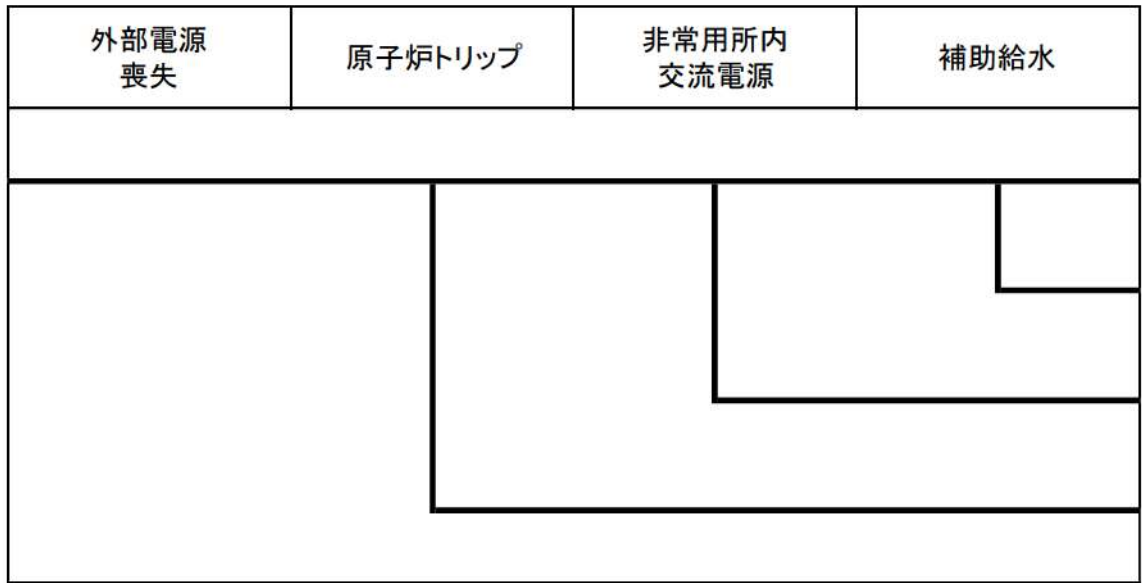 外部電源
喪失
原子炉トリップ
非常用所内
交流電源
補助給水